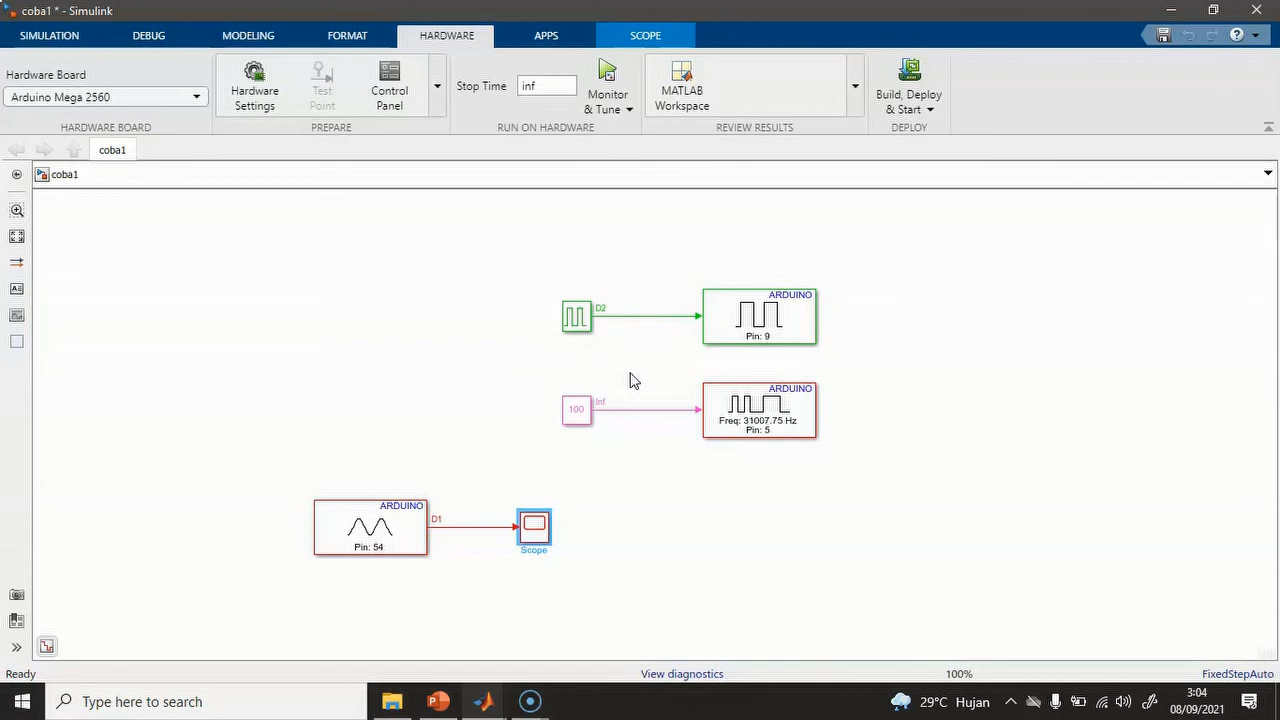 coba1 * - Simulink
SIMULATION
DEBUG
MODELING
FORMAT
HARDWARE
APPS
SCOPE
Hardware Board
Arduino Mega 2560
HARDWARE BOARD
Hardware
Settings
Test
Point
Control
Panel
PREPARE
Stop Time
inf
Monitor
& Tune
RUN ON HARDWARE
MATLAB
Workspace
REVIEW RESULTS
Build, Deploy
& Start
DEPLOY
coba1
coba1
D2
ARDUINO
Pin: 9
100
Inf
ARDUINO
Freq: 31007.75 Hz
Pin: 5
ARDUINO
Pin: 54
D1
Scope
Ready
View diagnostics
100%
FixedStepAuto
Type here to search
29°C Hujan
3:04
08/09/2021